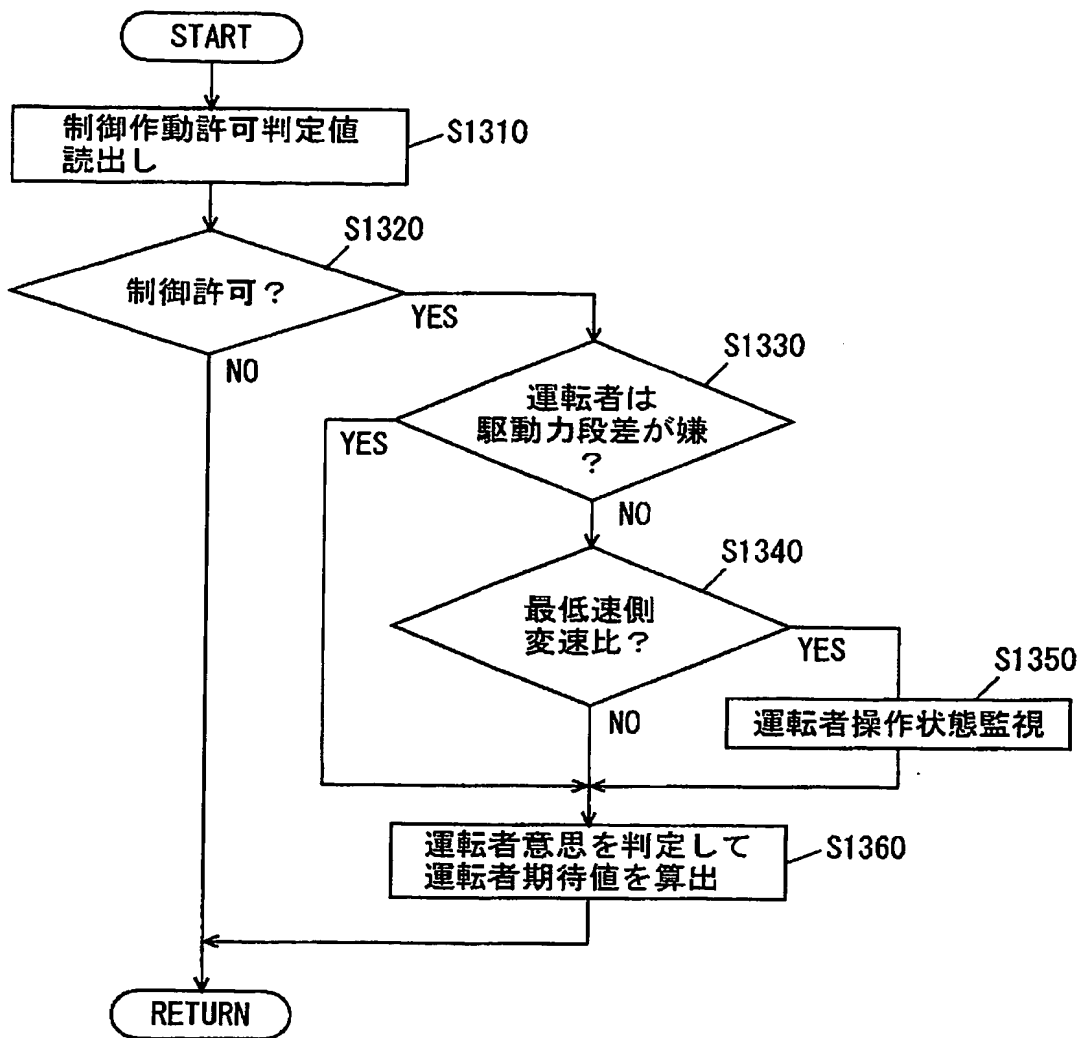 START
制御作動許可判定値
読出し
S1310
S1320
制御許可?
YES
NO
S1330
運転者は
駆動力段差が嫌
?
YES
NO
S1340
最低速側
変速比?
YES
NO
S1350
運転者操作状態監視
運転者意思を判定して
運転者期待値を算出
S1360
RETURN